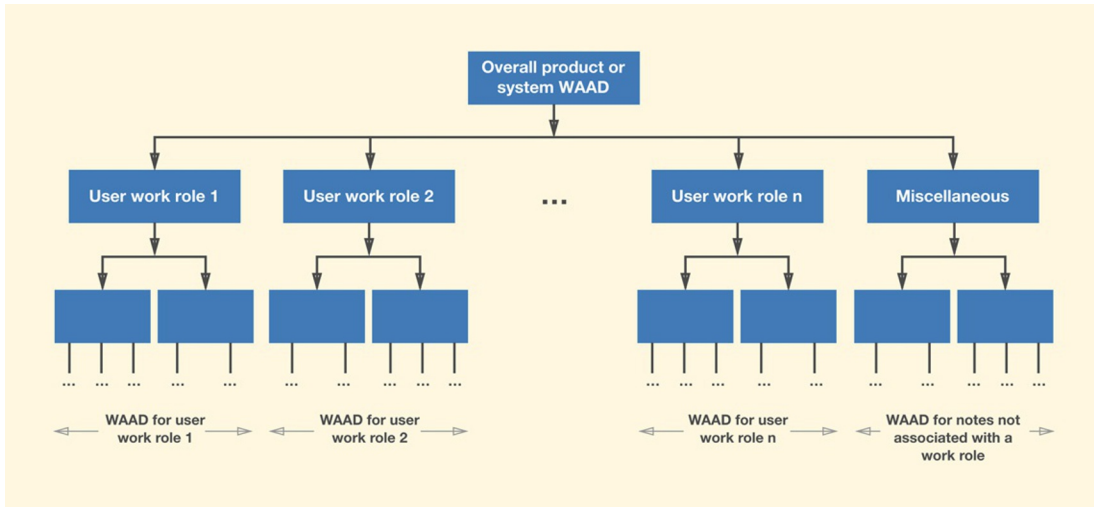 Overall product or
system WAAD
User work role 1
User work role 2
...
User work role n
Miscellaneous
... ... ... ... ...
... ... ... ... ...
... ... ... ... ...
... ... ... ... ...
WAAD for user
work role 1
WAAD for user
work role 2
WAAD for user
work role n
WAAD for notes not
associated with a
work role